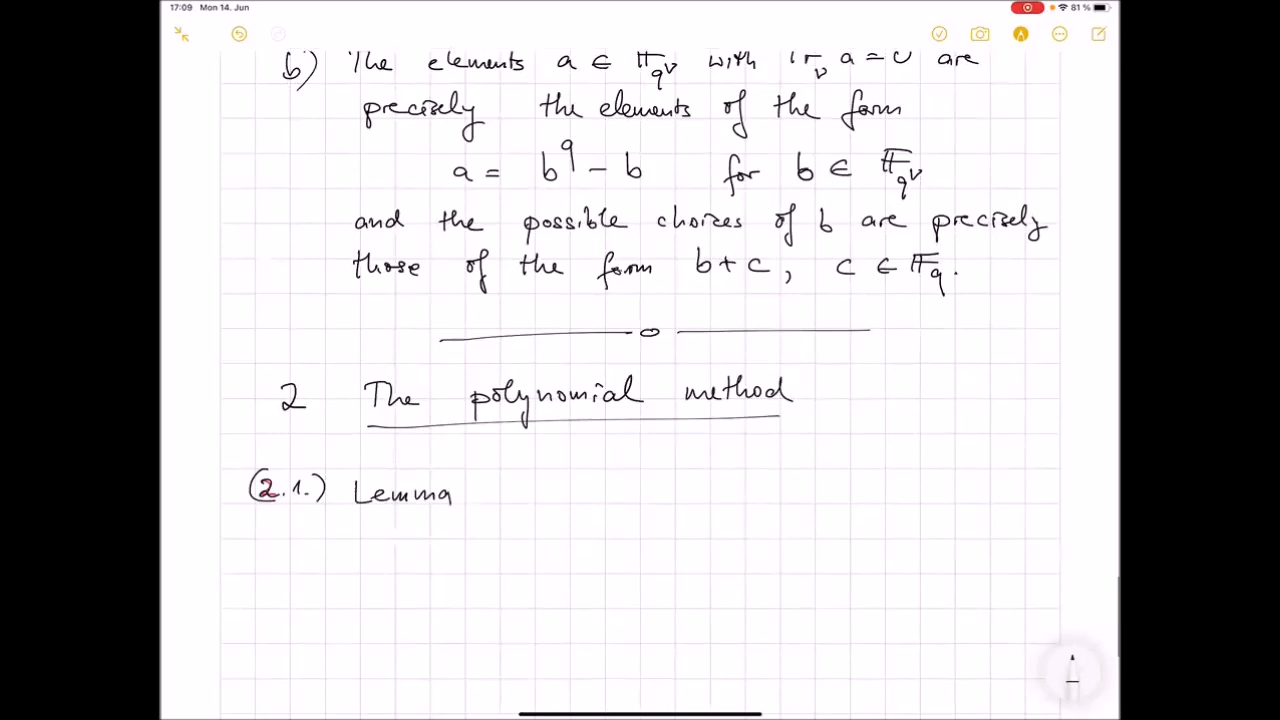 17:09 Mon 14. Jun 81 %
b) The elements a ∈ 𝔽_{q^ν} with Tr_ν a = 0 are
precisely the elements of the form
a = b^q − b for b ∈ 𝔽_{q^ν}
and the possible choices of b are precisely
those of the form b + c, c ∈ 𝔽_q.
2 The polynomial method
(2.1.) Lemma